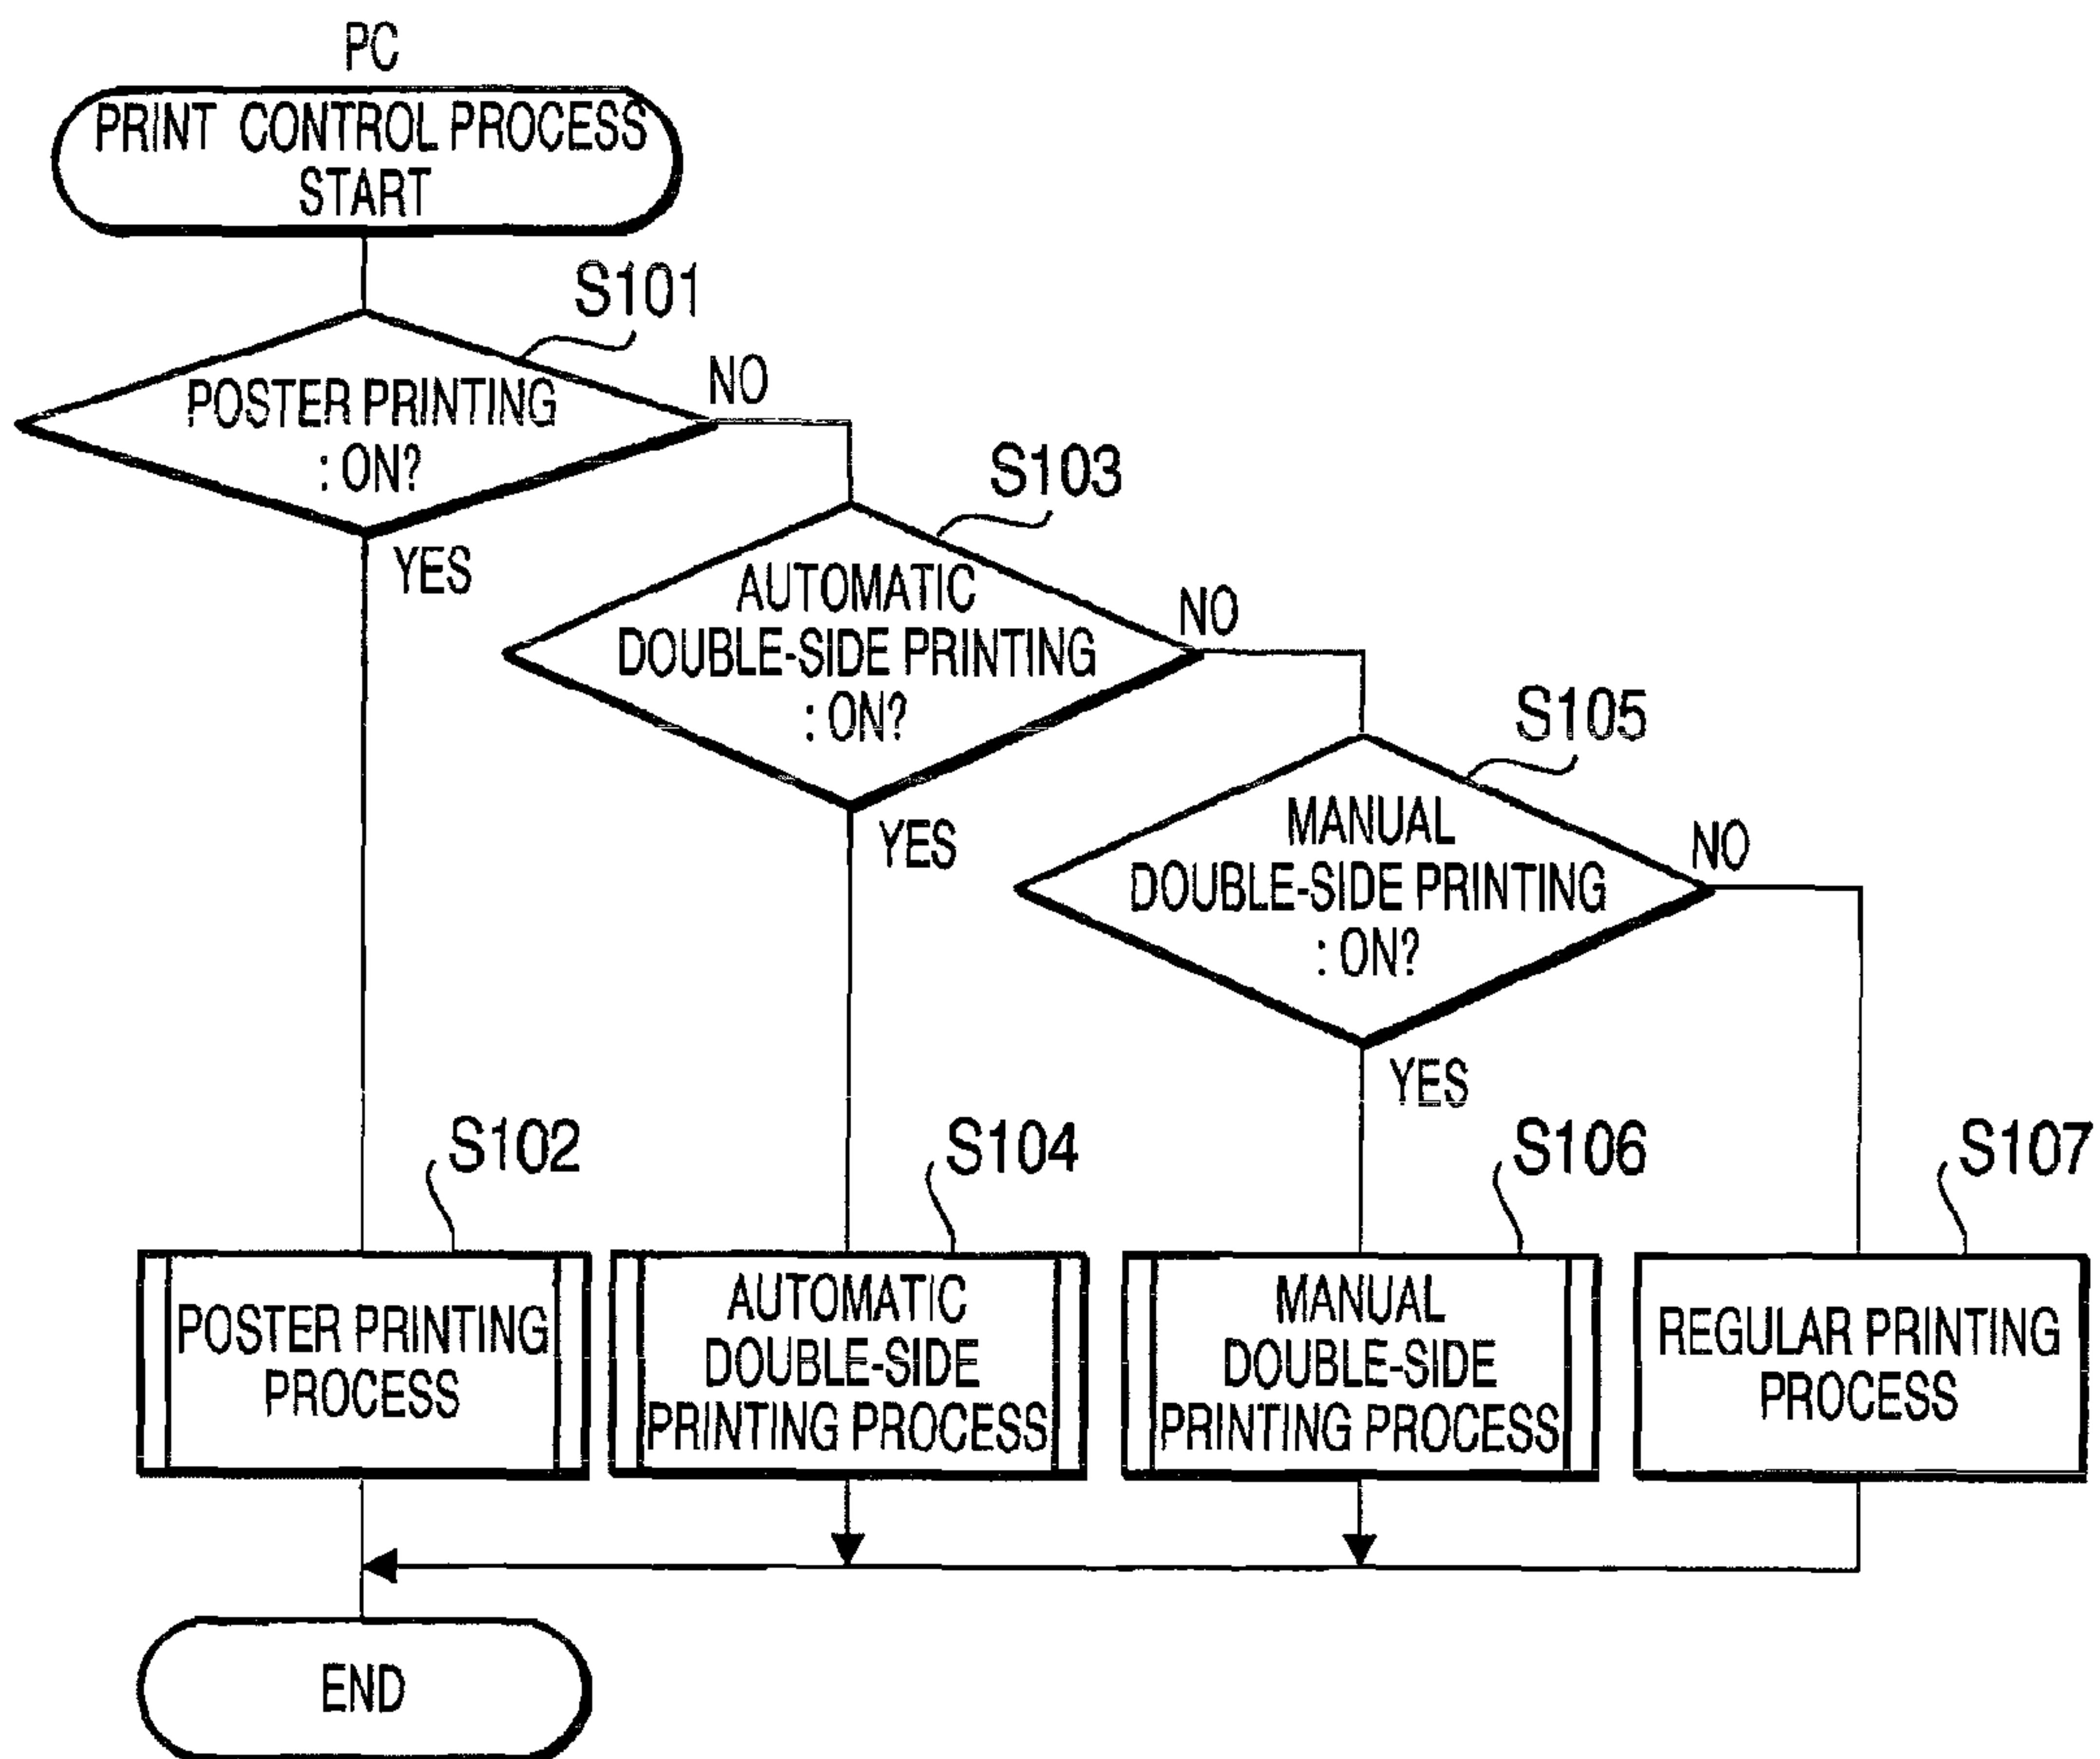 PC
PRINT CONTROL PROCESS
START
S101
POSTER PRINTING
: ON?
NO
YES
S103
AUTOMATIC
DOUBLE-SIDE PRINTING
: ON?
NO
YES
S105
MANUAL
DOUBLE-SIDE PRINTING
: ON?
NO
YES
S102
POSTER PRINTING
PROCESS
S104
AUTOMATIC
DOUBLE-SIDE
PRINTING PROCESS
S106
MANUAL
DOUBLE-SIDE
PRINTING PROCESS
S107
REGULAR PRINTING
PROCESS
END